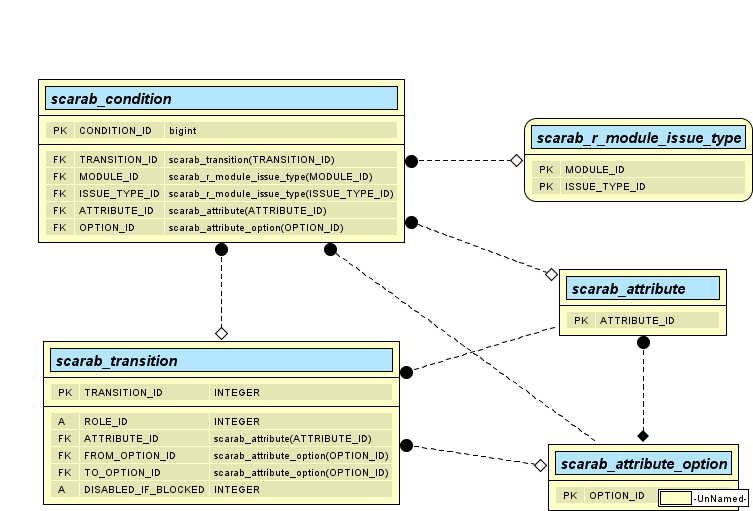 scarab_condition
PK CONDITION_ID bigint
FK TRANSITION_ID scarab_transition(TRANSITION_ID)
FK MODULE_ID scarab_r_module_issue_type(MODULE_ID)
FK ISSUE_TYPE_ID scarab_r_module_issue_type(ISSUE_TYPE_ID)
FK ATTRIBUTE_ID scarab_attribute(ATTRIBUTE_ID)
FK OPTION_ID scarab_attribute_option(OPTION_ID)
scarab_r_module_issue_type
PK MODULE_ID
PK ISSUE_TYPE_ID
scarab_attribute
PK ATTRIBUTE_ID
scarab_transition
PK TRANSITION_ID INTEGER
A ROLE_ID INTEGER
FK ATTRIBUTE_ID scarab_attribute(ATTRIBUTE_ID)
FK FROM_OPTION_ID scarab_attribute_option(OPTION_ID)
FK TO_OPTION_ID scarab_attribute_option(OPTION_ID)
A DISABLED_IF_BLOCKED INTEGER
scarab_attribute_option
PK OPTION_ID
-UnNamed-